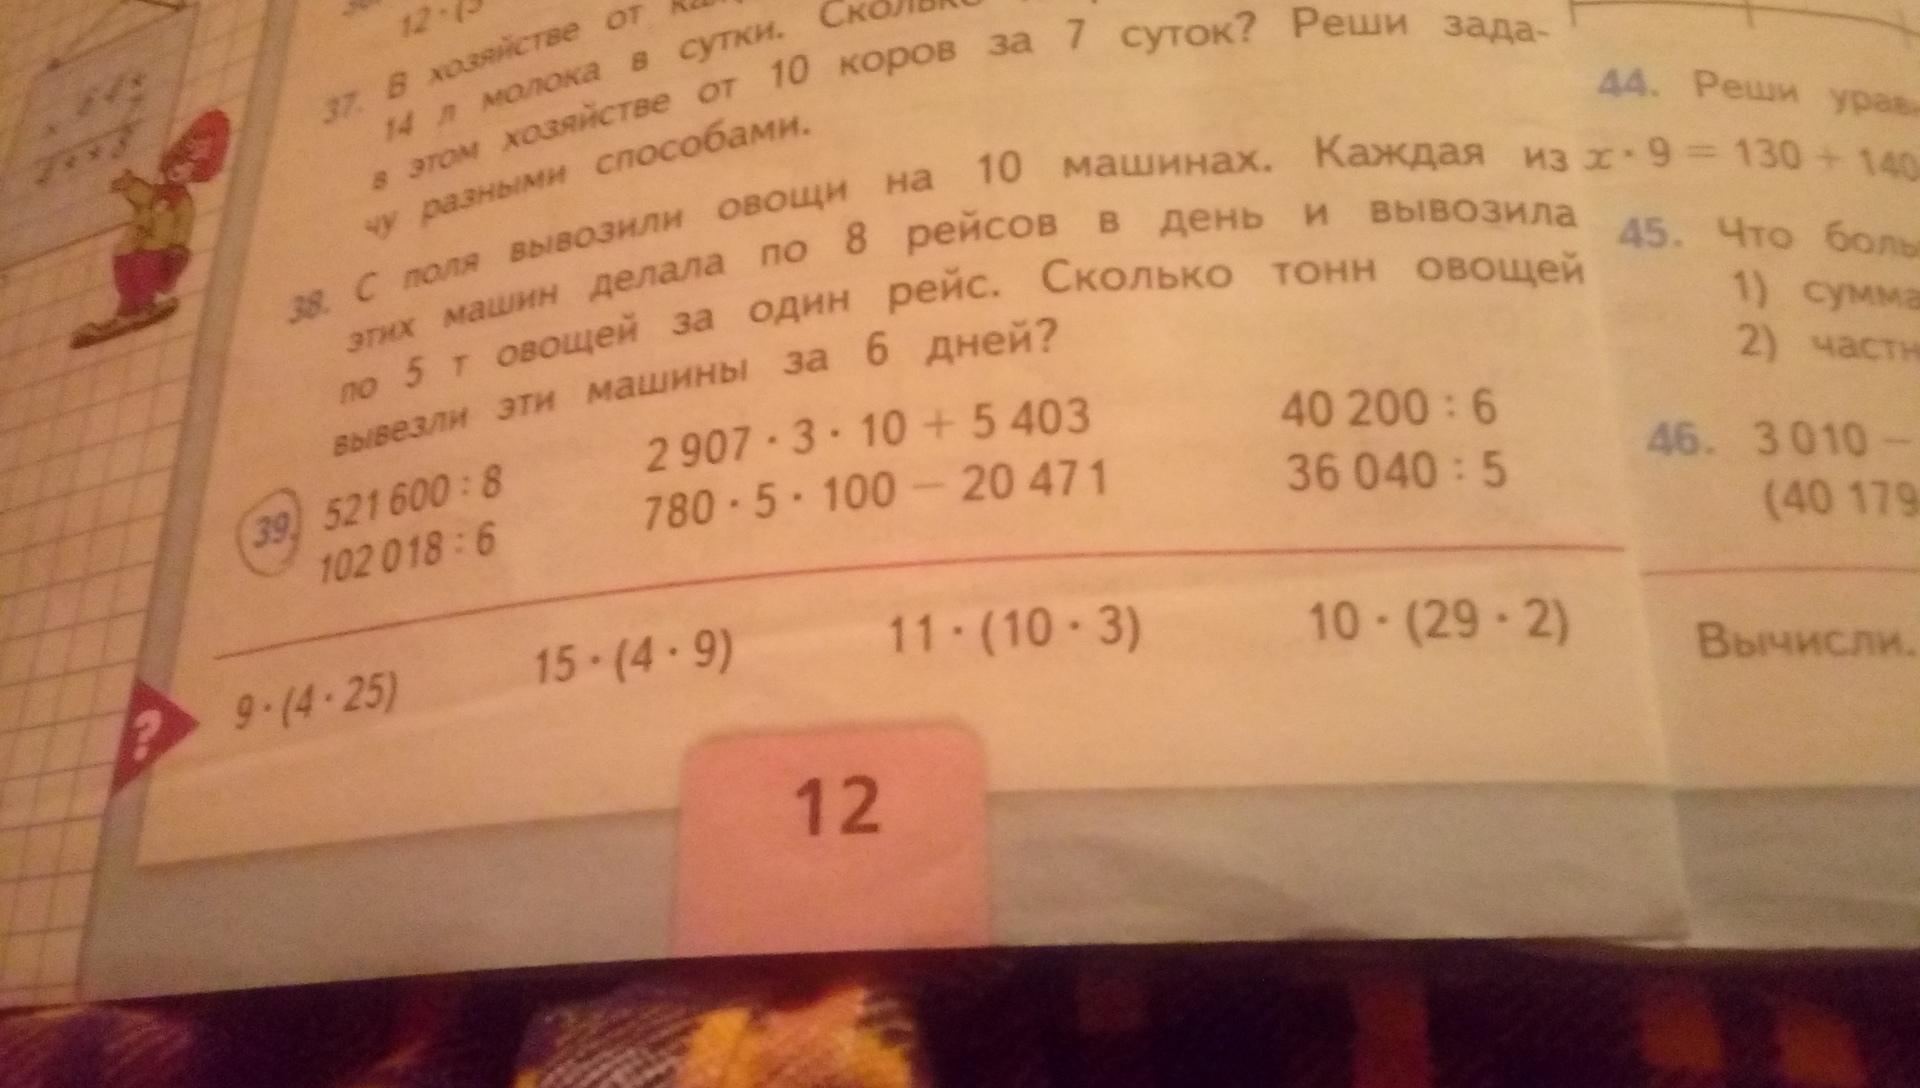 12 · (3
37. В хозяйстве от
14 л молока в сутки. Сколько
в этом хозяйстве от 10 коров за 7 суток? Реши зада-
чу разными способами.
38. С поля вывозили овощи на 10 машинах. Каждая из
этих машин делала по 8 рейсов в день и вывозила
по 5 т овощей за один рейс. Сколько тонн овощей
вывезли эти машины за 6 дней?
39. 521 600 : 8 2 907 · 3 · 10 + 5 403 40 200 : 6
102 018 : 6 780 · 5 · 100 − 20 471 36 040 : 5
9 · (4 · 25) 15 · (4 · 9) 11 · (10 · 3) 10 · (29 · 2)
?
12
44. Реши урав
x · 9 = 130 + 140
45. Что боль
1) сумма
2) частн
46. 3 010 −
(40 179
Вычисли.